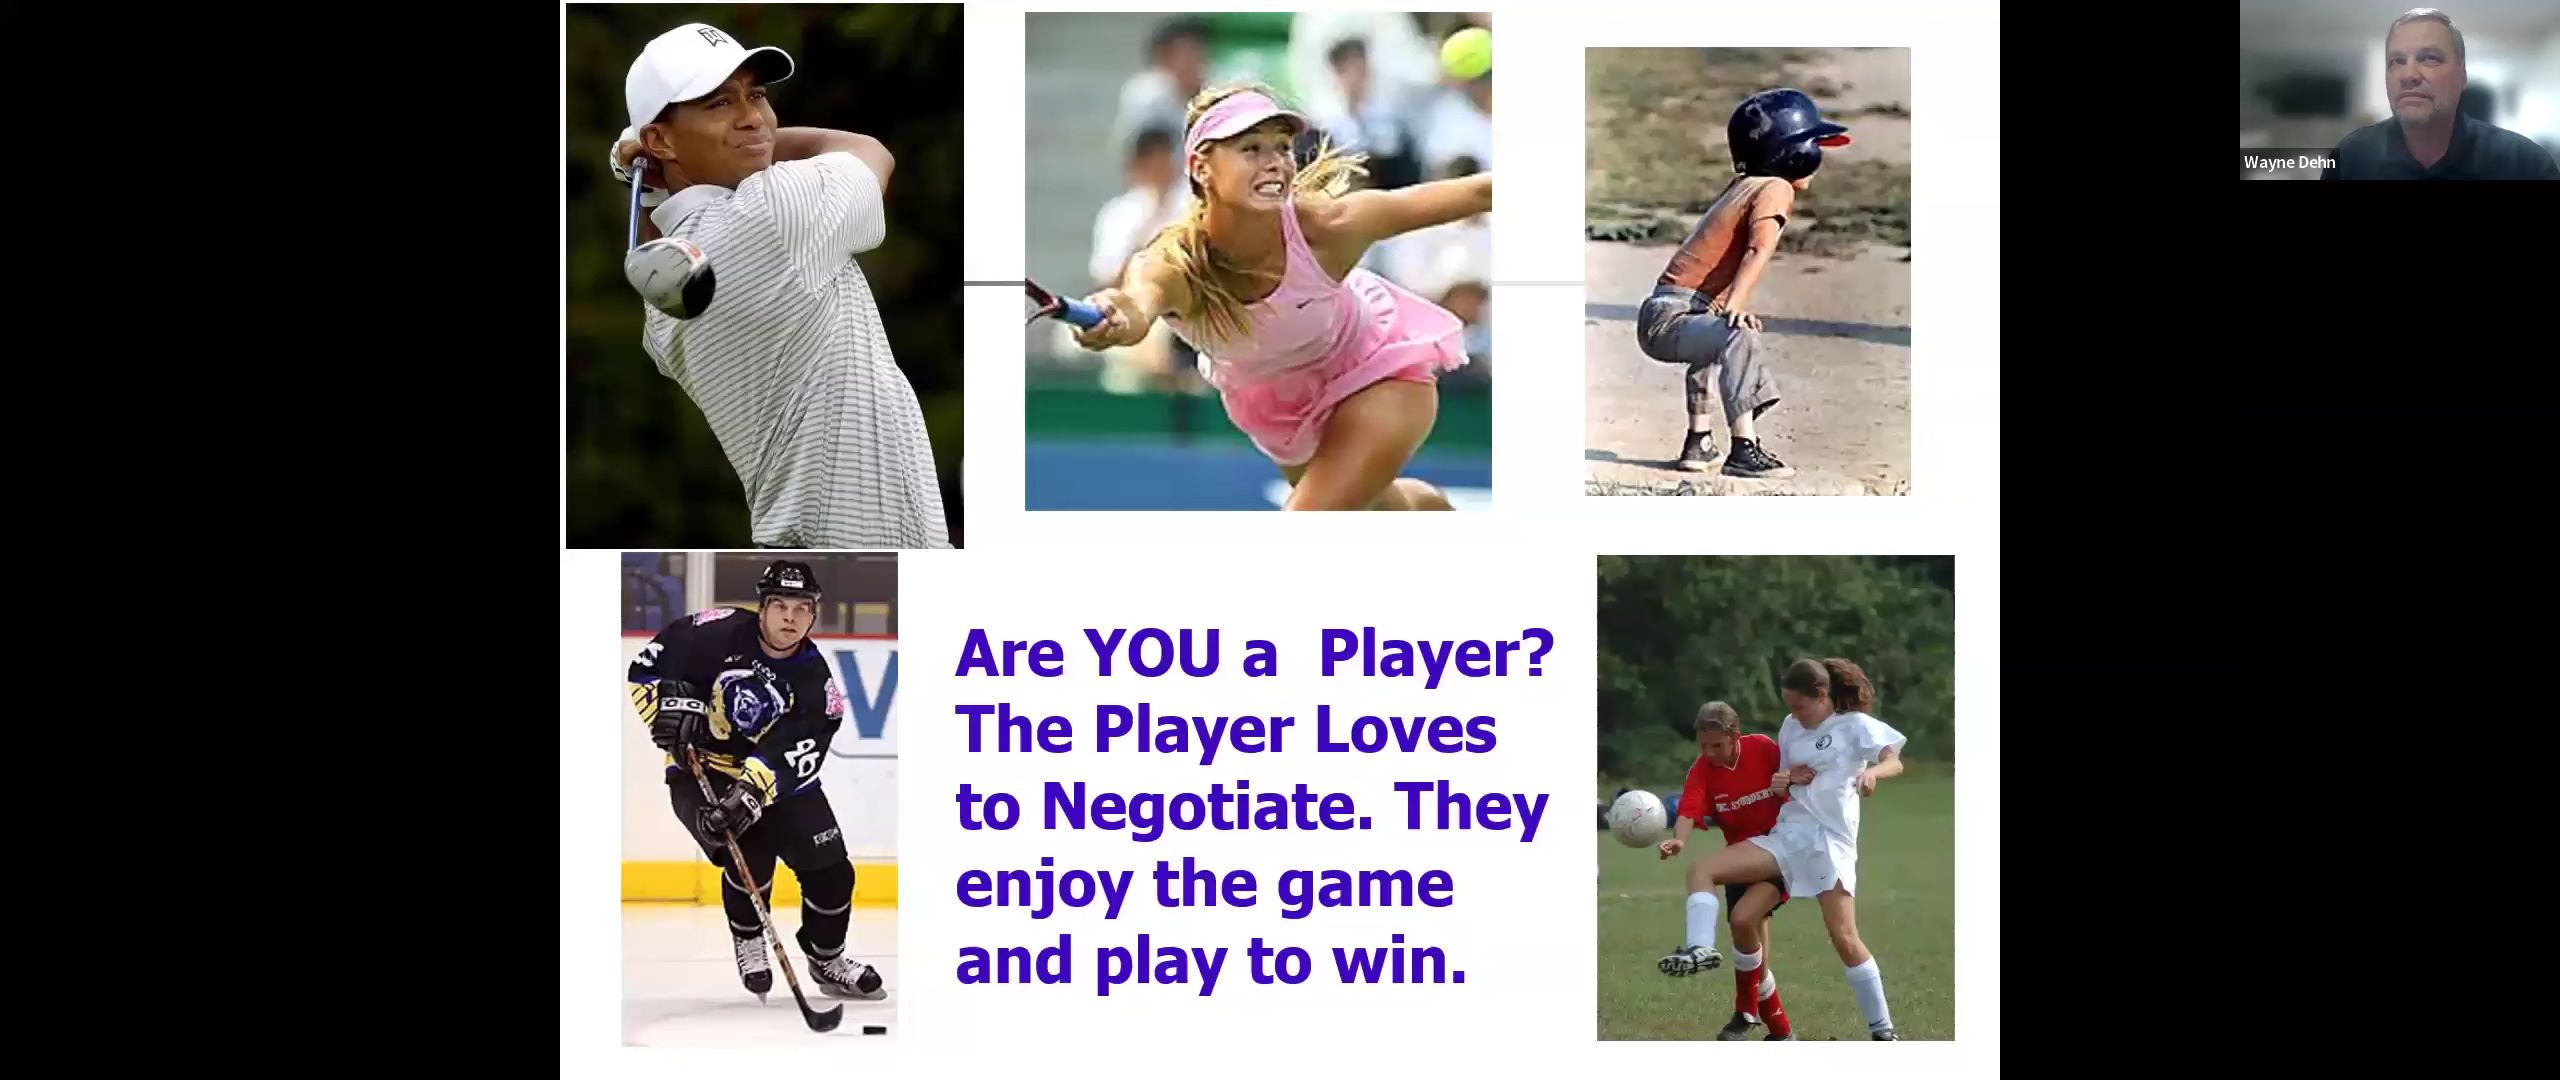 Wayne Dehn
Are YOU a  Player?
The Player Loves
to Negotiate. They
enjoy the game
and play to win.